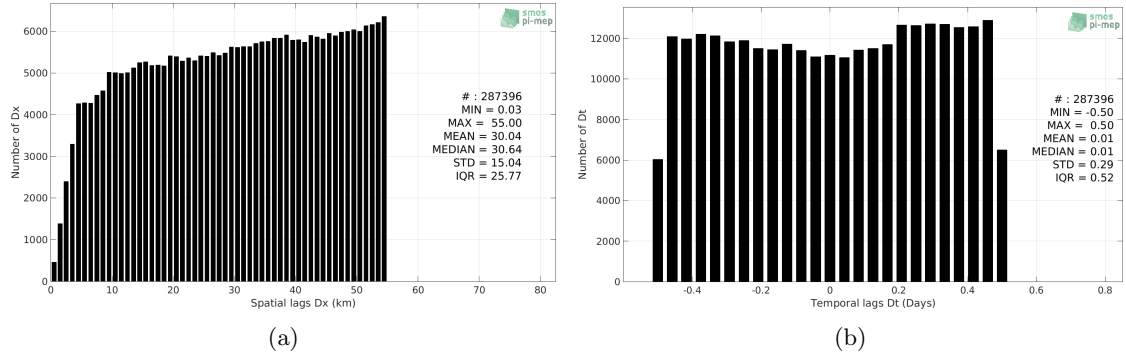 smos
pi-mep
6000
5000
4000
3000
2000
1000
0
Number of Dx
# : 287396
MIN = 0.03
MAX = 55.00
MEAN = 30.04
MEDIAN = 30.64
STD = 15.04
IQR = 25.77
0 10 20 30 40 50 60 70 80
Spatial lags Dx (km)
(a)
smos
pi-mep
12000
10000
8000
6000
4000
2000
0
Number of Dt
# : 287396
MIN = -0.50
MAX = 0.50
MEAN = 0.01
MEDIAN = 0.01
STD = 0.29
IQR = 0.52
-0.4 -0.2 0 0.2 0.4 0.6 0.8
Temporal lags Dt (Days)
(b)